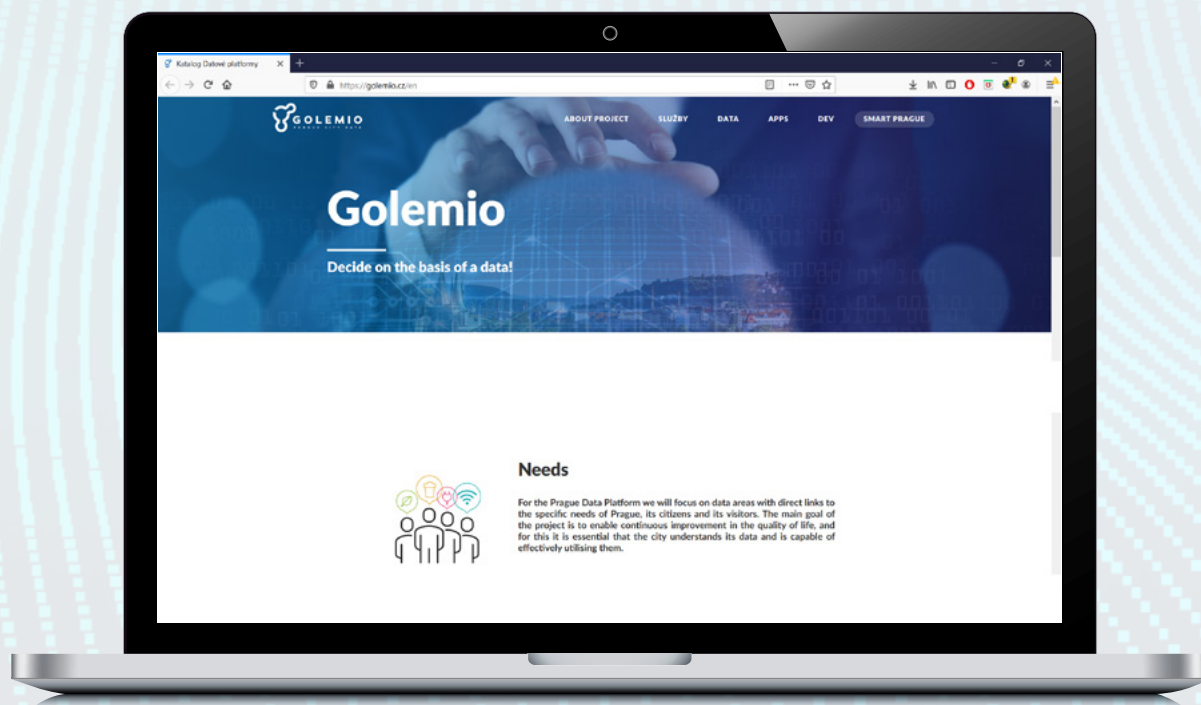 Katalog Datové platformy
https://golemio.cz/en
GOLEMIO
PRAGUE CITY DATA
ABOUT PROJECT SLUŽBY DATA APPS DEV SMART PRAGUE
Golemio
Decide on the basis of a data!
Needs
For the Prague Data Platform we will focus on data areas with direct links to
the specific needs of Prague, its citizens and its visitors. The main goal of
the project is to enable continuous improvement in the quality of life, and
for this it is essential that the city understands its data and is capable of
effectively utilising them.